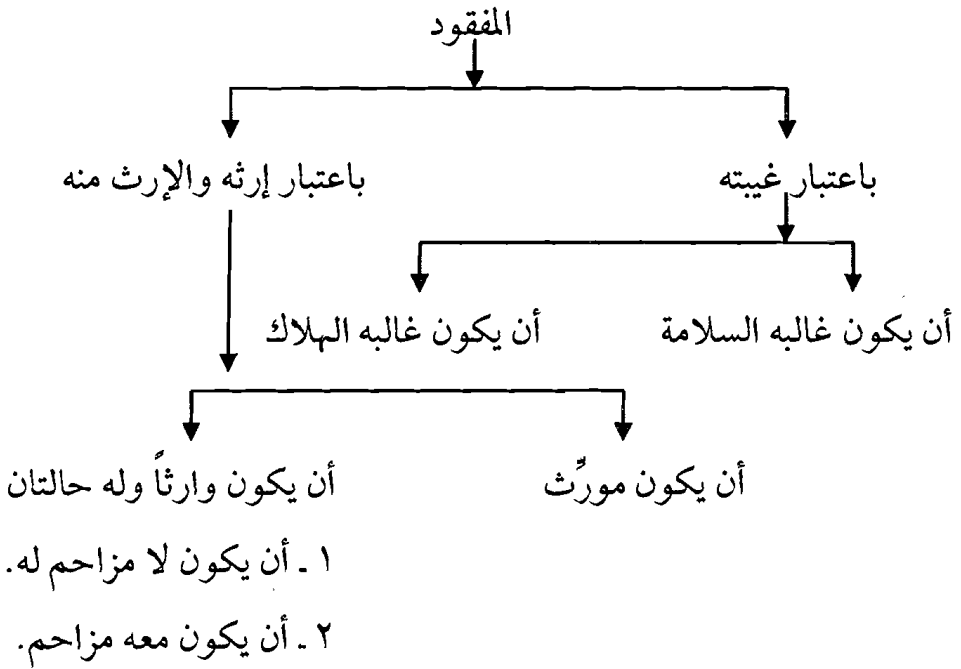 المفقود
باعتبار غيبته
باعتبار إرثه والإرث منه
أن يكون غالبه السلامة
أن يكون غالبه الهلاك
أن يكون مورِّث
أن يكون وارثاً وله حالتان
١ ـ أن يكون لا مزاحم له.
٢ ـ أن يكون معه مزاحم.